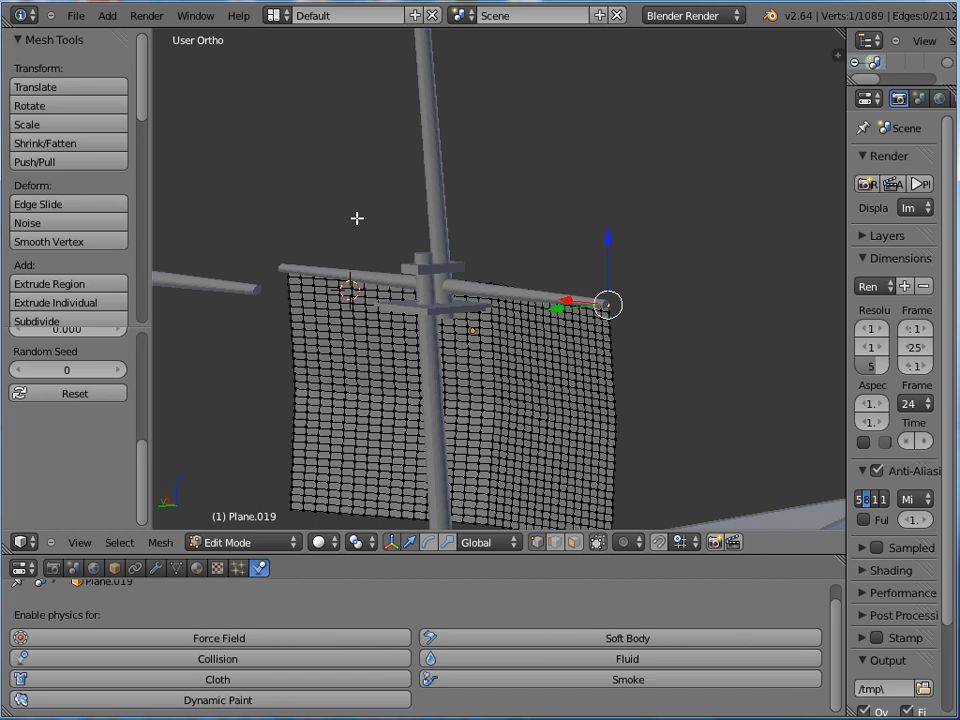 File Add Render Window Help Default Scene Blender Render v2.64 | Verts:1/1089 | Edges:0/2112
Mesh Tools
User Ortho
View
Transform:
Translate
Rotate
Scale
Shrink/Fatten
Push/Pull
Deform:
Edge Slide
Noise
Smooth Vertex
Add:
Extrude Region
Extrude Individual
Subdivide
0.000
Random Seed
0
Reset
(1) Plane.019
View Select Mesh Edit Mode Global
Plane.019
Enable physics for:
Force Field Soft Body
Collision Fluid
Cloth Smoke
Dynamic Paint
Scene
Render
Displa Im
Layers
Dimensions
Ren
Resolu Frame
1 : 1
1 25
5 : 1
Aspec Frame
1. 24
1. Time
Anti-Aliasi
5 8 11 Mi
Ful 1.
Sampled
Shading
Performance
Post Processi
Stamp
Output
/tmp\
Ov Fi